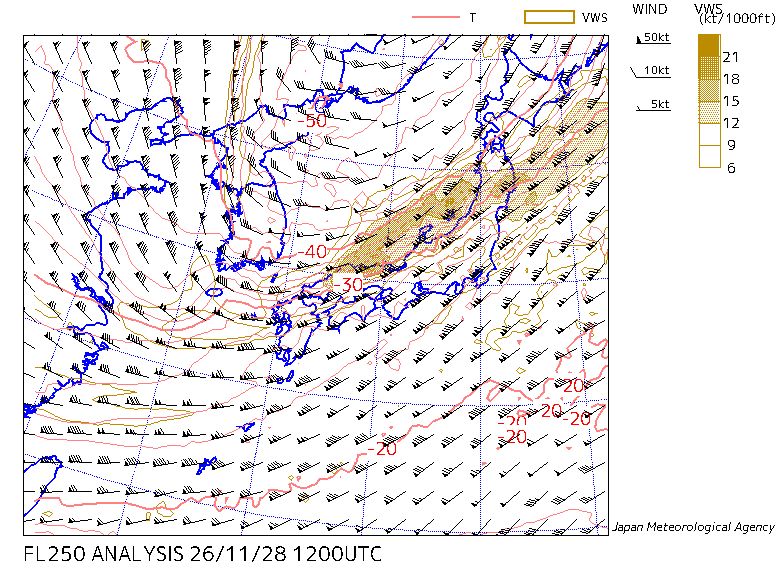 T VWS WIND VWS
(kt/1000ft)
50kt
10kt
5kt
21
18
15
12
9
6
-50
-40
-30
-20
-20
20
-20
-20
-20
Japan Meteorological Agency
FL250 ANALYSIS 26/11/28 1200UTC